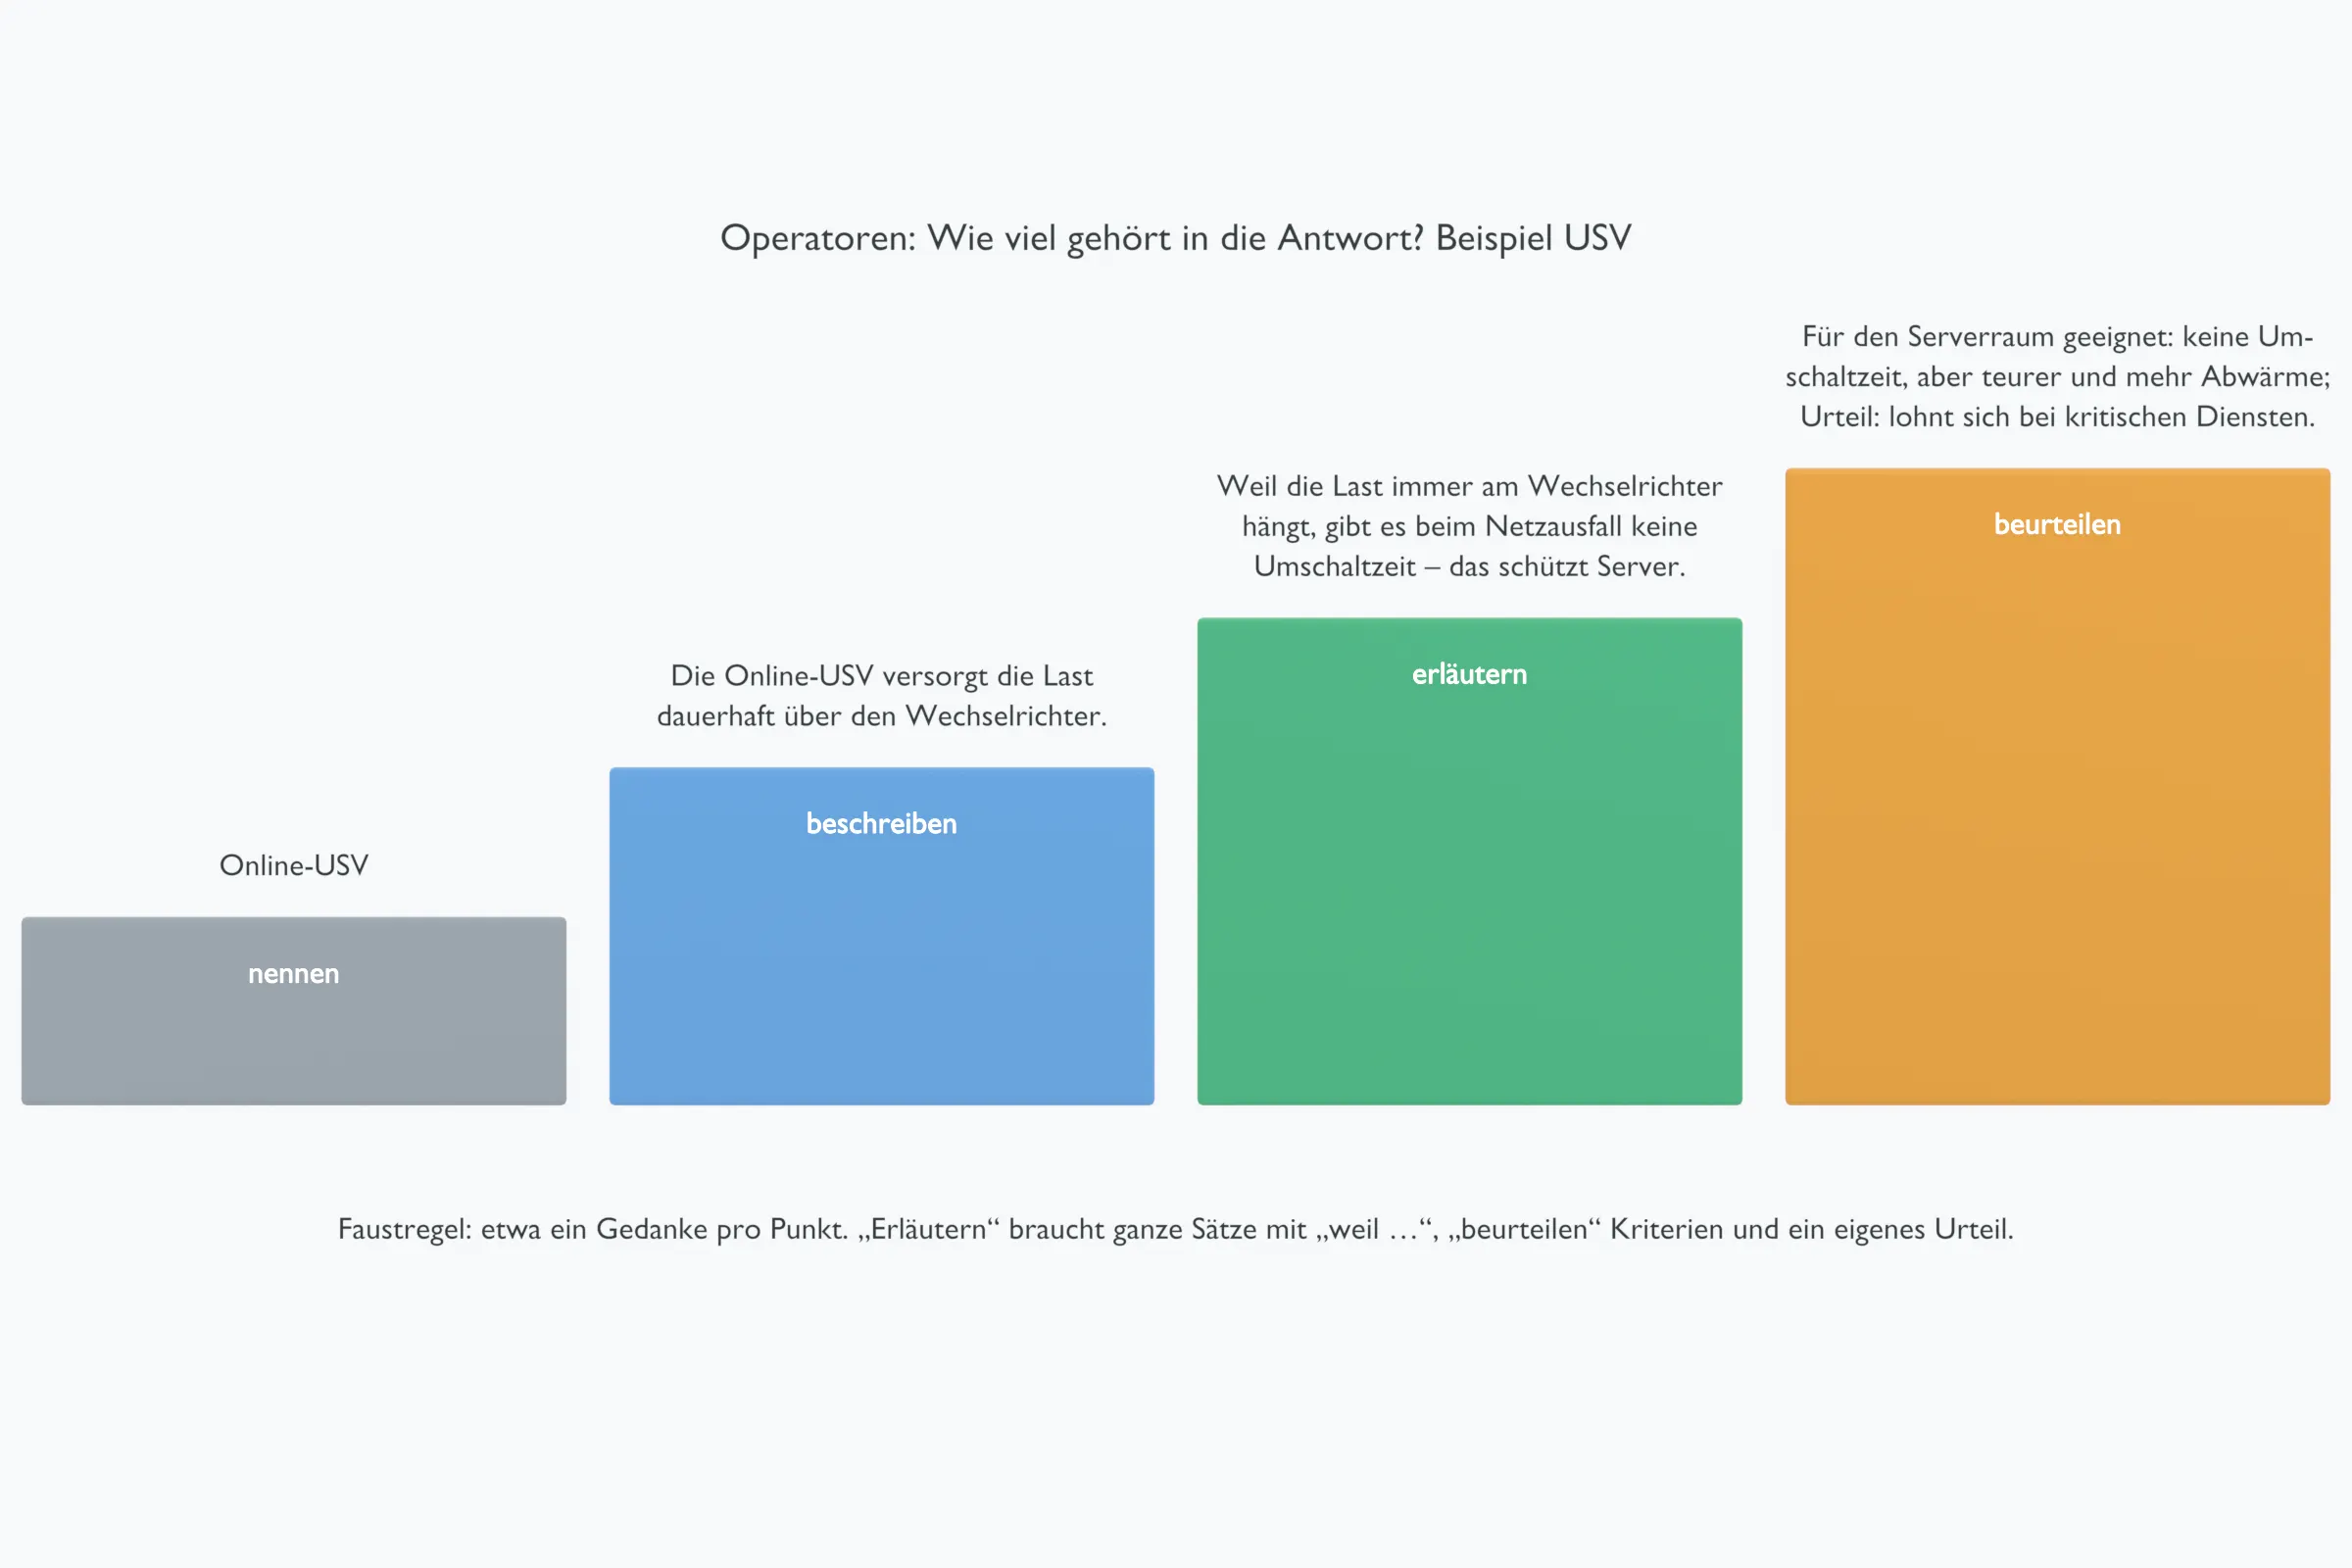 Operatoren: Wie viel gehört in die Antwort? Beispiel USV
Online-USV
nennen
Die Online-USV versorgt die Last
dauerhaft über den Wechselrichter.
beschreiben
Weil die Last immer am Wechselrichter
hängt, gibt es beim Netzausfall keine
Umschaltzeit – das schützt Server.
erläutern
Für den Serverraum geeignet: keine Um-
schaltzeit, aber teurer und mehr Abwärme;
Urteil: lohnt sich bei kritischen Diensten.
beurteilen
Faustregel: etwa ein Gedanke pro Punkt. „Erläutern“ braucht ganze Sätze mit „weil …“, „beurteilen“ Kriterien und ein eigenes Urteil.